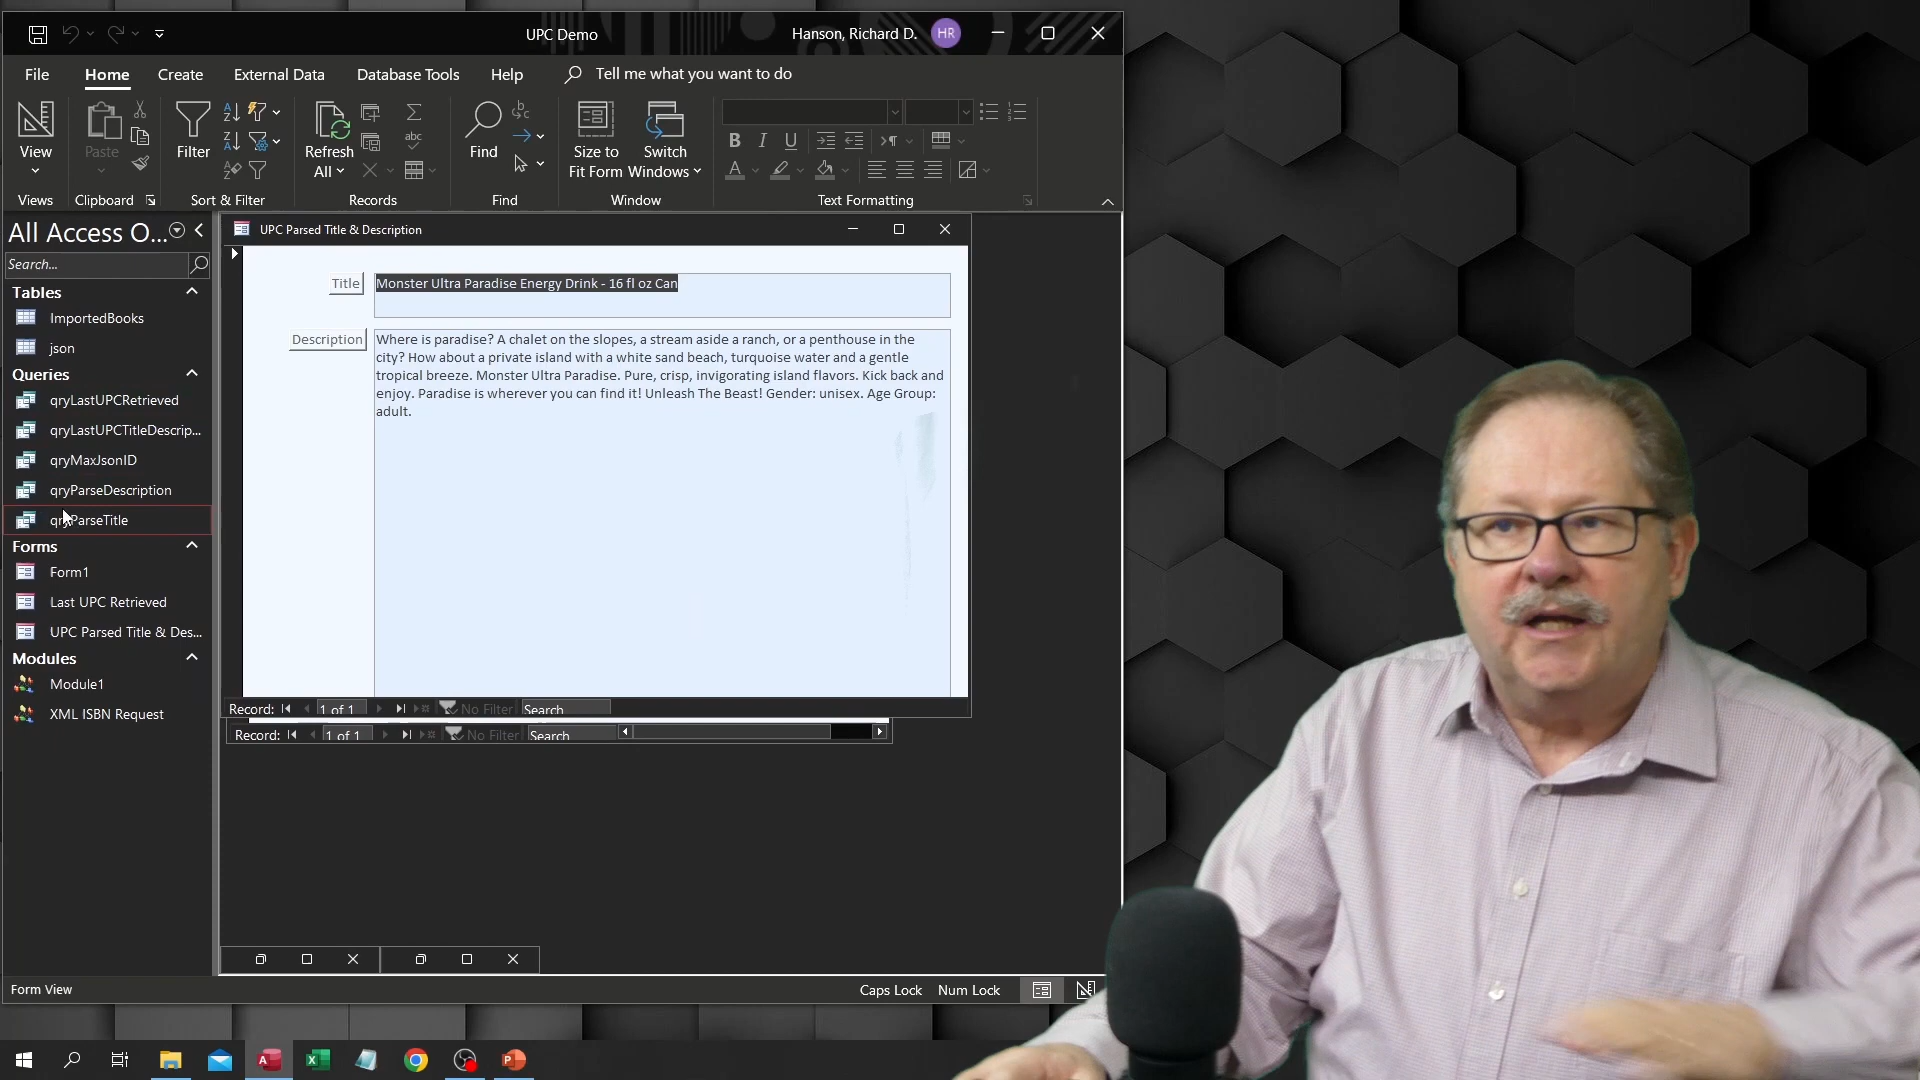 UPC Demo
Hanson, Richard D.
HR
File
Home
Create
External Data
Database Tools
Help
Tell me what you want to do
View
Paste
Filter
Refresh
All
Find
Size to
Fit Form
Switch
Windows
Views
Clipboard
Sort & Filter
Records
Find
Window
Text Formatting
All Access O...
Search...
Tables
ImportedBooks
json
Queries
qryLastUPCRetrieved
qryLastUPCTitleDescrip...
qryMaxJsonID
qryParseDescription
qryParseTitle
Forms
Form1
Last UPC Retrieved
UPC Parsed Title & Des...
Modules
Module1
XML ISBN Request
UPC Parsed Title & Description
Title
Monster Ultra Paradise Energy Drink - 16 fl oz Can
Description
Where is paradise? A chalet on the slopes, a stream aside a ranch, or a penthouse in the
city? How about a private island with a white sand beach, turquoise water and a gentle
tropical breeze. Monster Ultra Paradise. Pure, crisp, invigorating island flavors. Kick back and
enjoy. Paradise is wherever you can find it! Unleash The Beast! Gender: unisex. Age Group:
adult.
Record:
1 of 1
No Filter
Search
Record:
1 of 1
No Filter
Search
Form View
Caps Lock
Num Lock